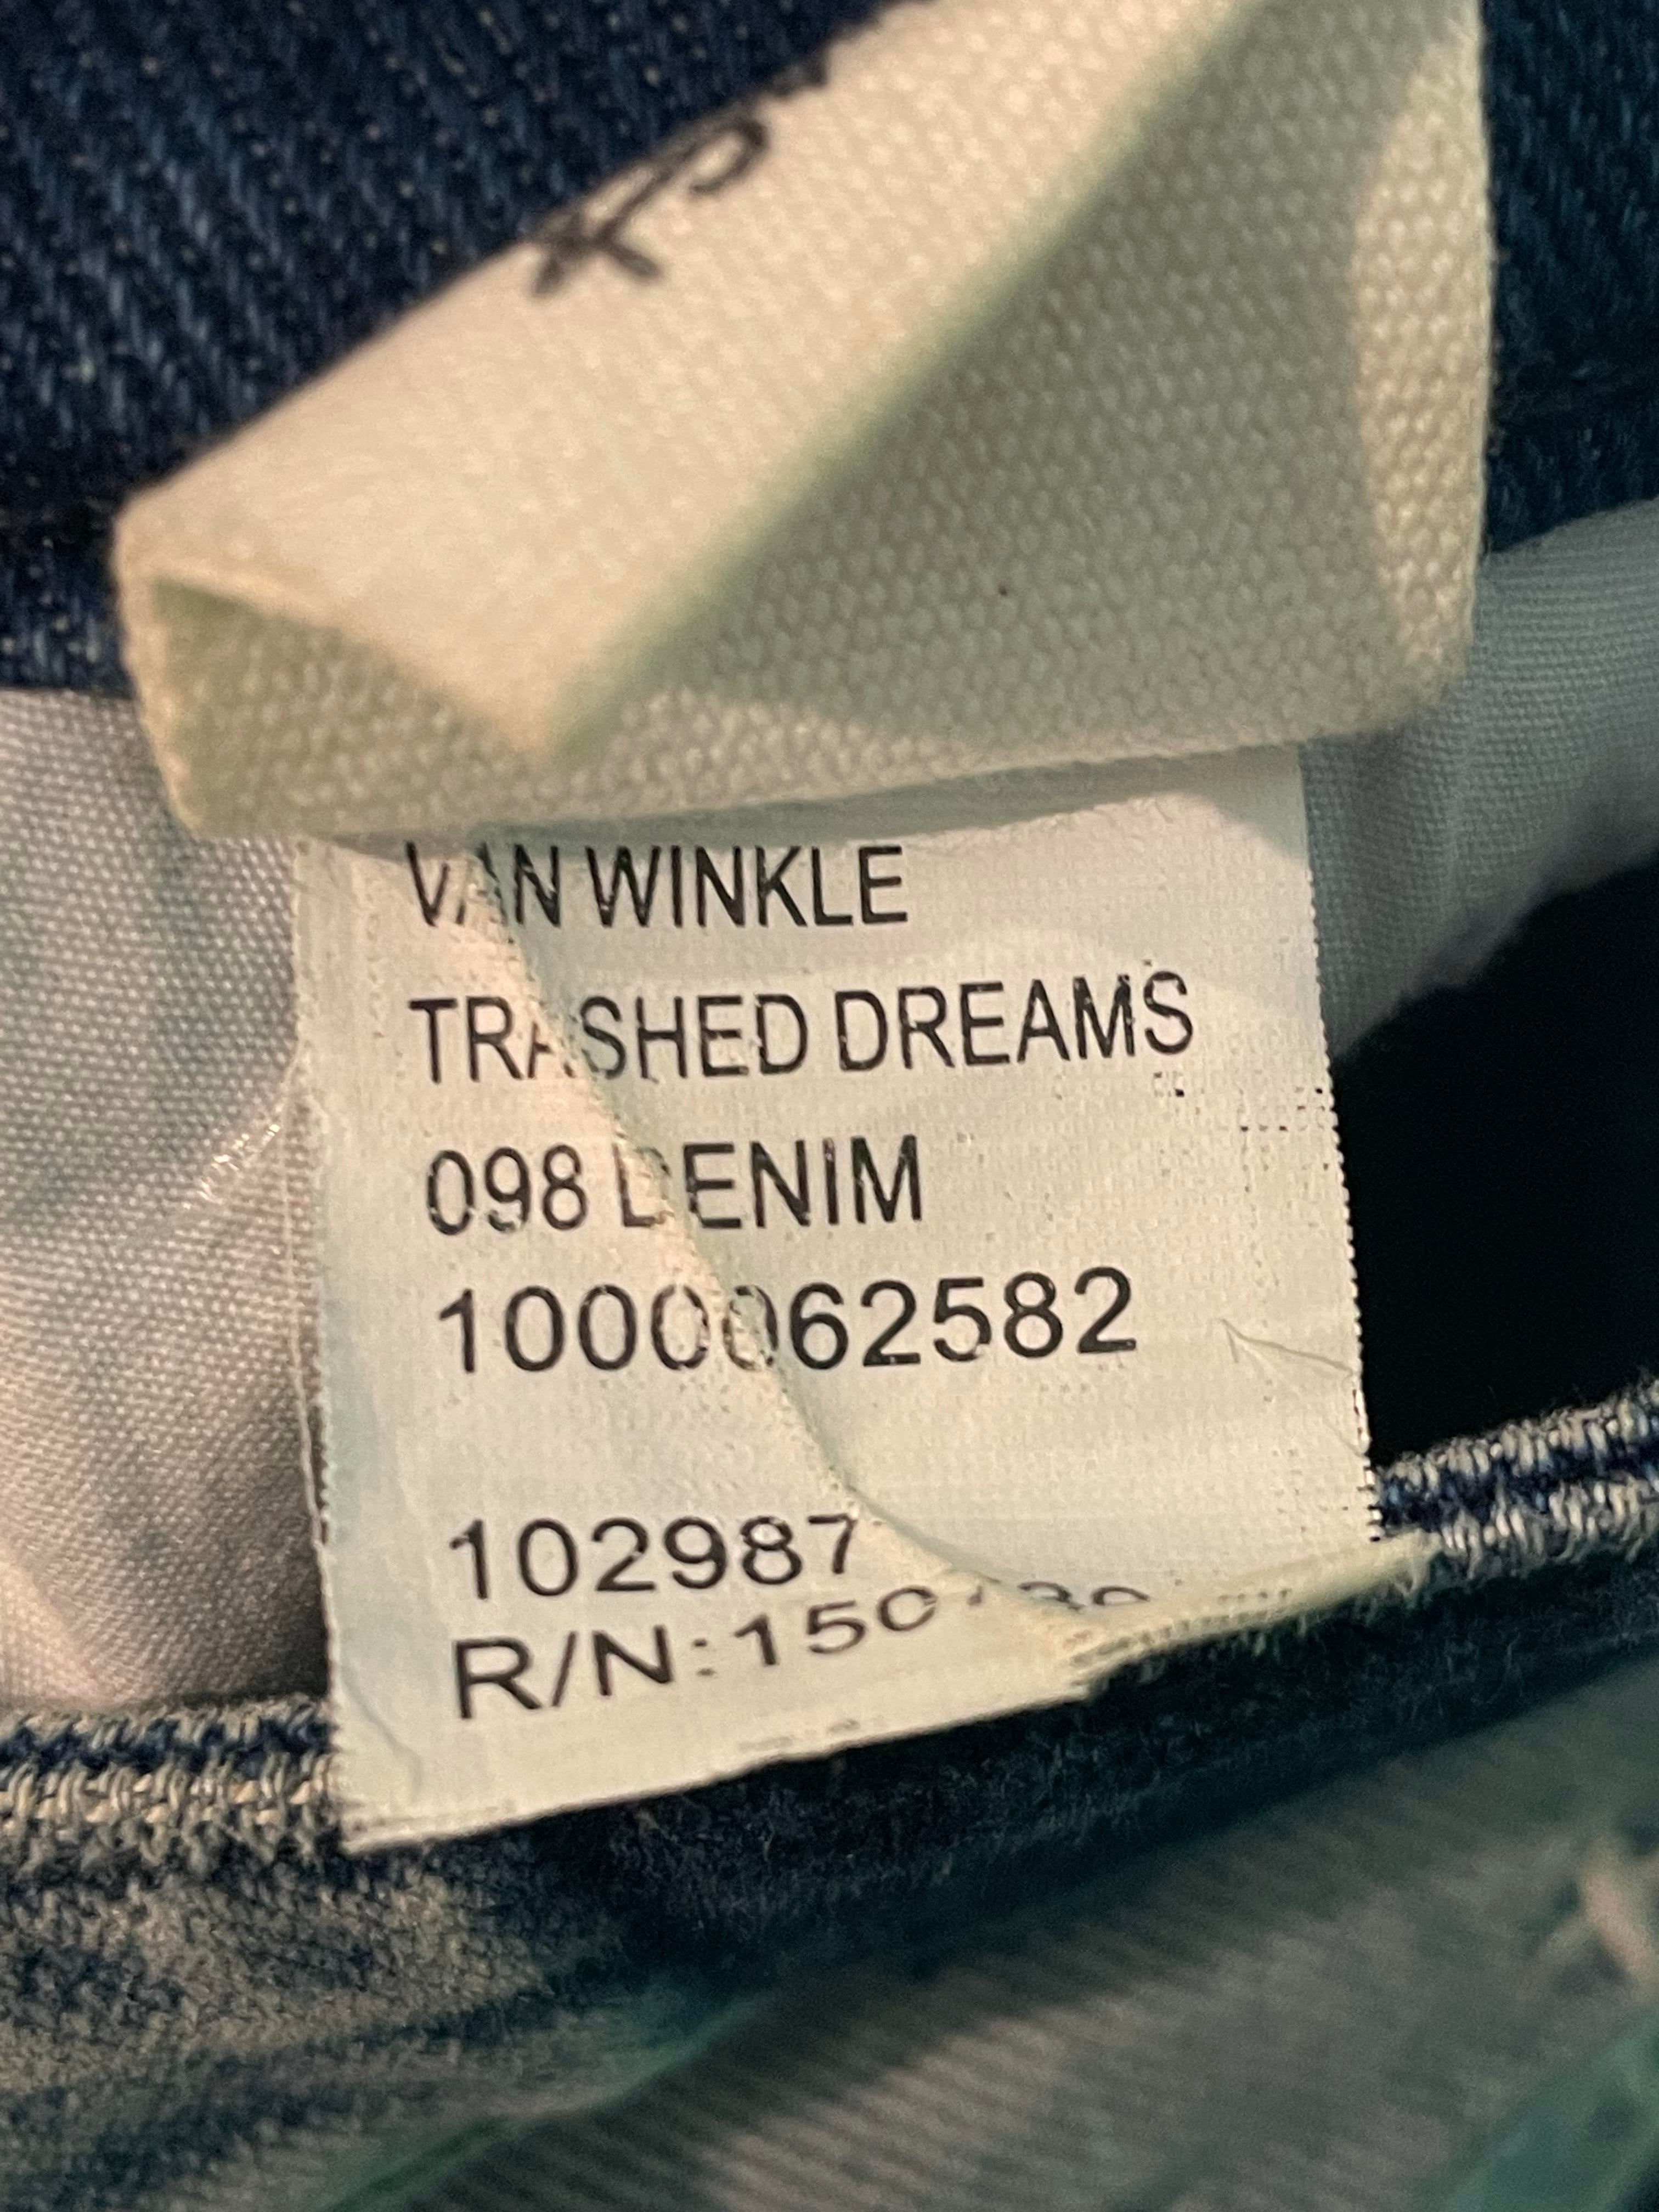 VAN WINKLE
TRASHED DREAMS
098 DENIM
1000062582
102987
R/N: